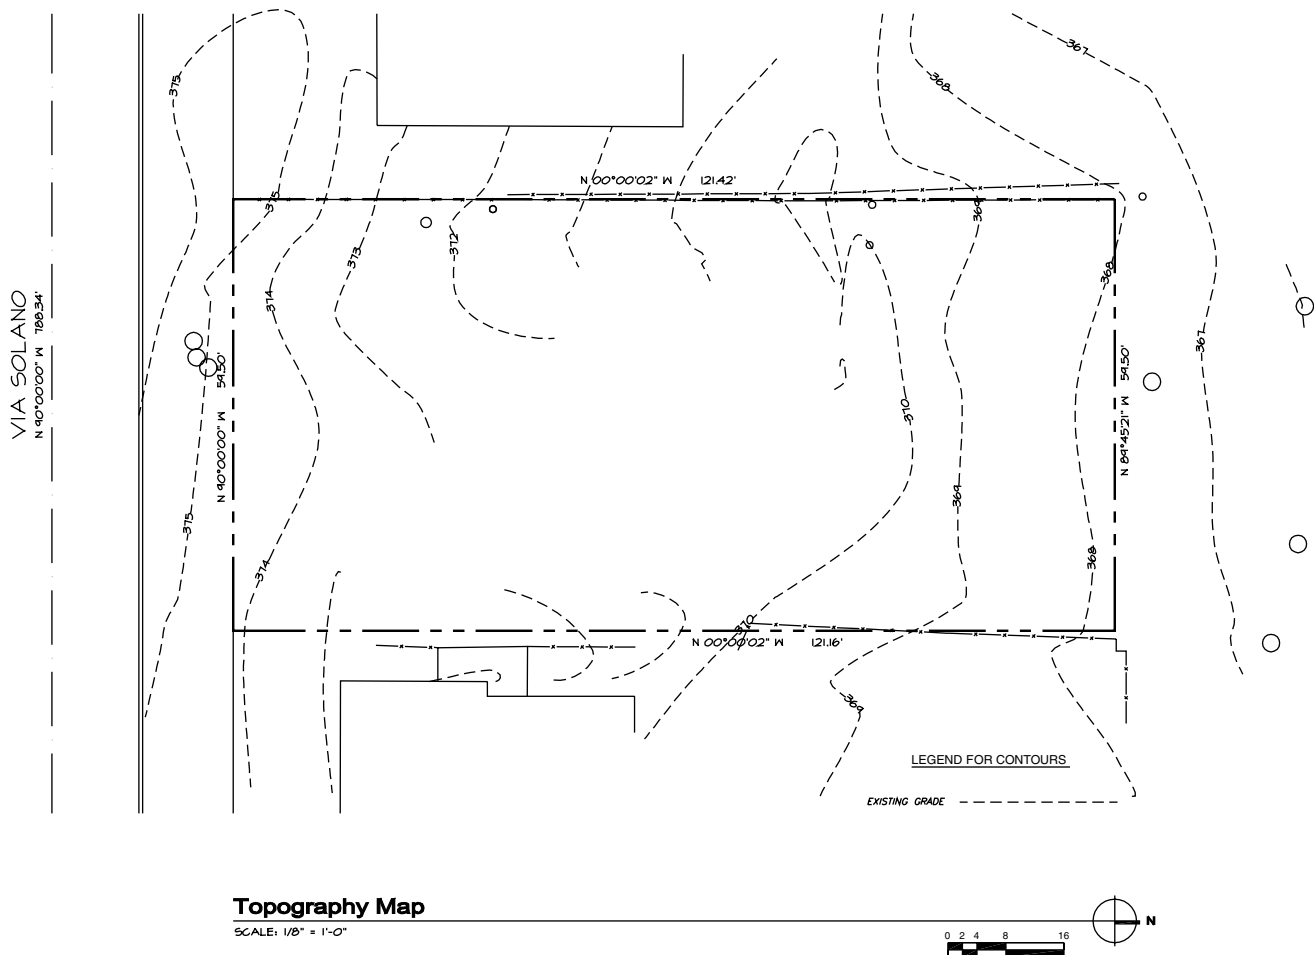 367
368
375
N 00°00'02" W 121.42'
375
369
372
373
368
374
VIA SOLANO
N 90°00'00" W 788.34'
367
N 90°00'00" W 59.50'
N 89°45'21" W 59.50'
370
369
375
374
368
370
N 00°00'02" W 121.16'
369
LEGEND FOR CONTOURS
EXISTING GRADE
Topography Map
SCALE: 1/8" = 1'-0"
N
0 2 4 8 16